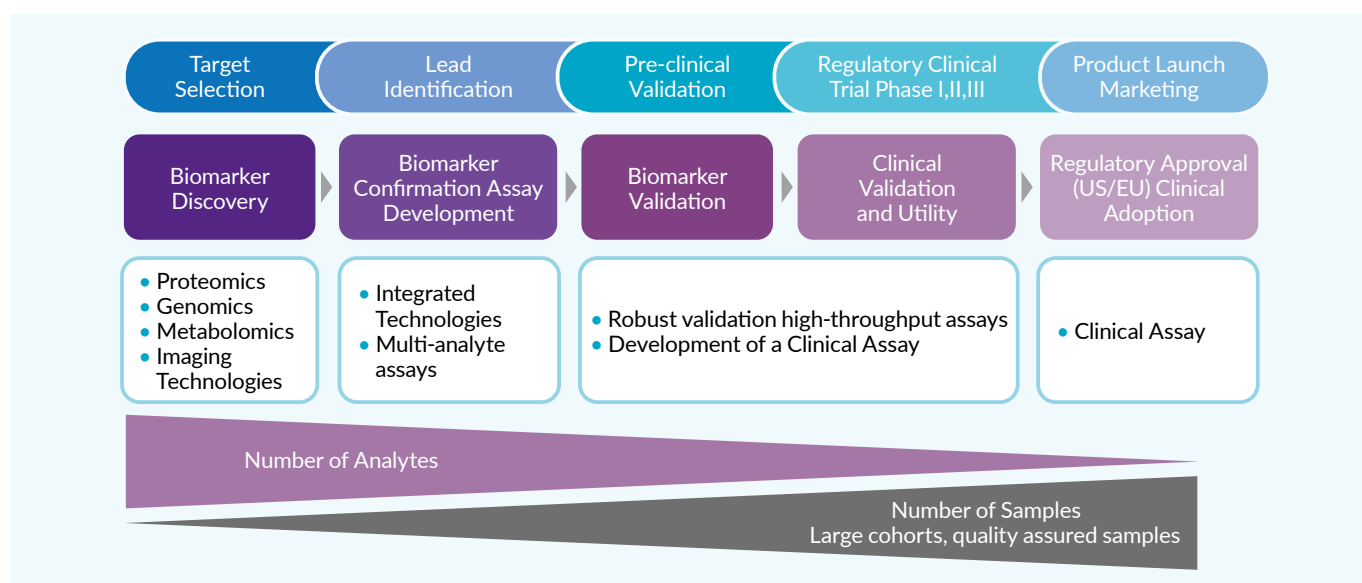 Target
Selection
Lead
Identification
Pre-clinical
Validation
Regulatory Clinical
Trial Phase I,II,III
Product Launch
Marketing
Biomarker
Discovery
Biomarker
Confirmation Assay
Development
Biomarker
Validation
Clinical
Validation
and Utility
Regulatory Approval
(US/EU) Clinical
Adoption
• Proteomics
• Genomics
• Metabolomics
• Imaging
Technologies
• Integrated
Technologies
• Multi-analyte
assays
• Robust validation high-throughput assays
• Development of a Clinical Assay
• Clinical Assay
Number of Analytes
Number of Samples
Large cohorts, quality assured samples